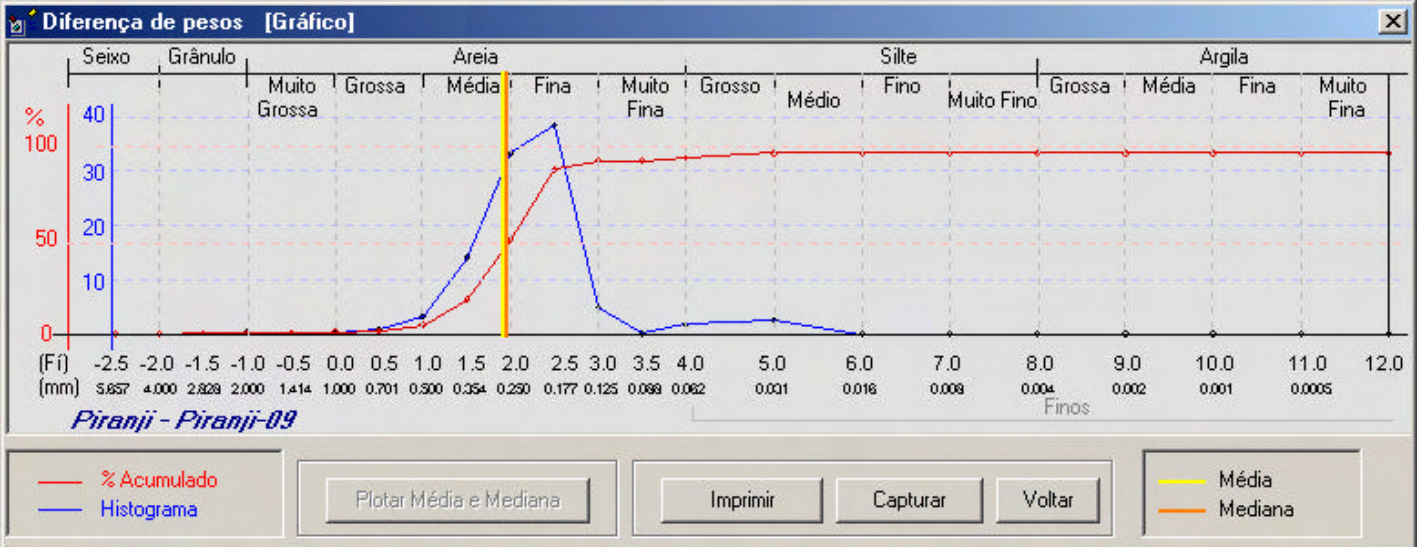 Diferença de pesos [Gráfico]
Seixo Grânulo Areia Silte Argila
Muito Grossa Média Fina Muito Grosso Médio Fino Muito Fino Grossa Média Fina Muito
Grossa Fina Fina
% 40
100
30
20
50
10
0
(Fí) -2.5 -2.0 -1.5 -1.0 -0.5 0.0 0.5 1.0 1.5 2.0 2.5 3.0 3.5 4.0 5.0 6.0 7.0 8.0 9.0 10.0 11.0 12.0
(mm) 5.657 4.000 2.828 2.000 1.414 1.000 0.701 0.500 0.354 0.250 0.177 0.125 0.088 0.062 0.031 0.016 0.008 0.004 0.002 0.001 0.0005
Finos
Piranji - Piranji-09
% Acumulado
Histograma
Plotar Média e Mediana
Imprimir
Capturar
Voltar
Média
Mediana